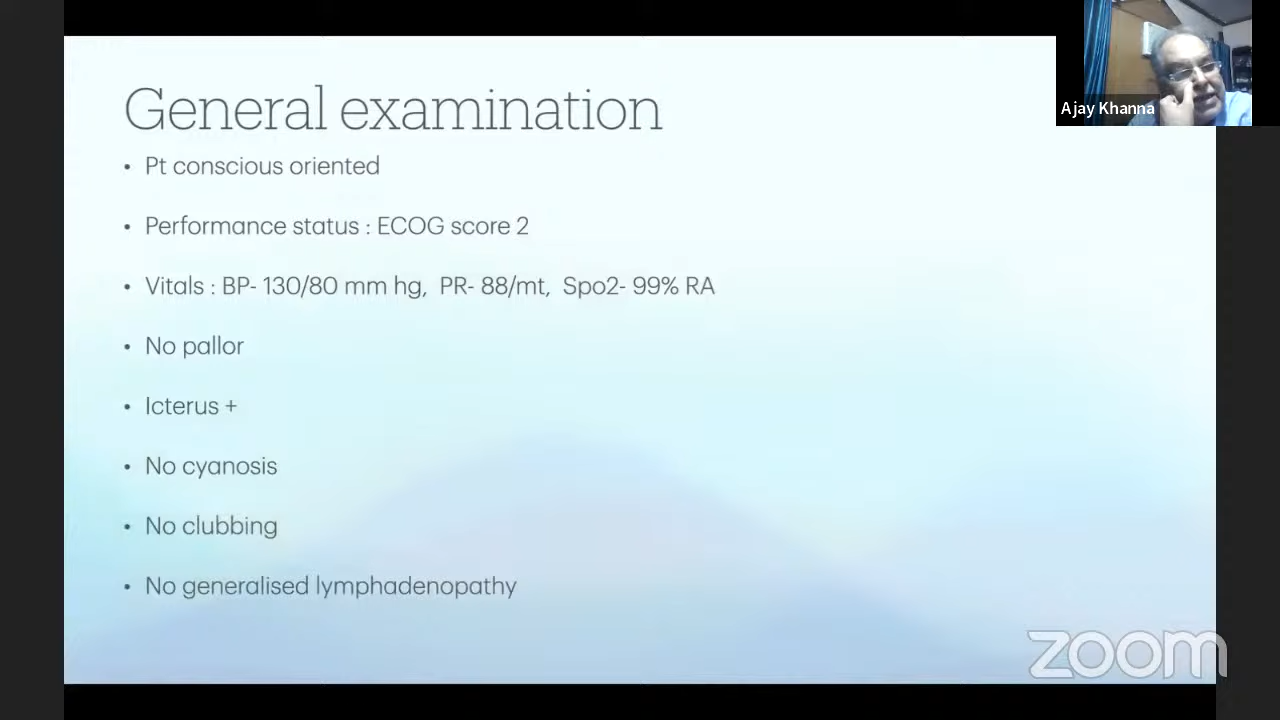 General examination
• Pt conscious oriented
• Performance status : ECOG score 2
• Vitals : BP- 130/80 mm hg, PR- 88/mt, Spo2- 99% RA
• No pallor
• Icterus +
• No cyanosis
• No clubbing
• No generalised lymphadenopathy
Ajay Khanna
zoom